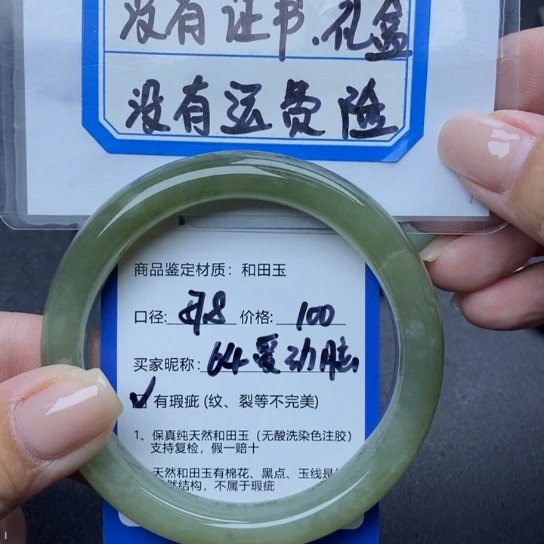 没有证书.礼盒
没有运费险
商品鉴定材质：和田玉
口径: 57.8 价格: 100
买家昵称: 64爱动脑
✓ 有瑕疵 (纹、裂等不完美)
1、保真纯天然和田玉（无酸洗染色注胶）
支持复检，假一赔十
天然和田玉有棉花、黑点、玉线是
然结构，不属于瑕疵